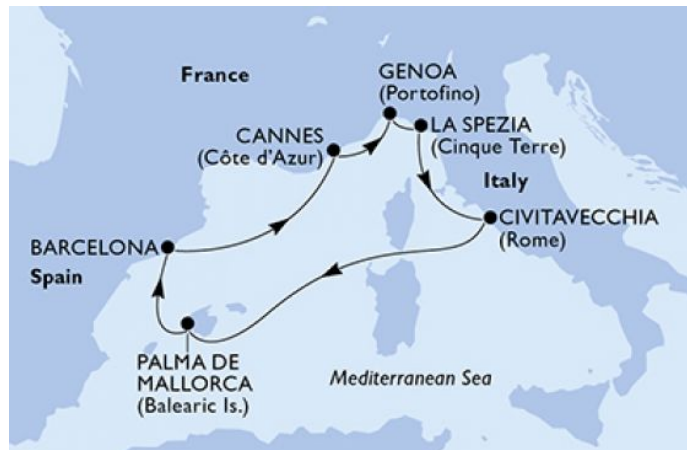 France
GENOA
(Portofino)
CANNES
(Côte d'Azur)
LA SPEZIA
(Cinque Terre)
Italy
CIVITAVECCHIA
(Rome)
BARCELONA
Spain
PALMA DE
MALLORCA
(Balearic Is.)
Mediterranean Sea